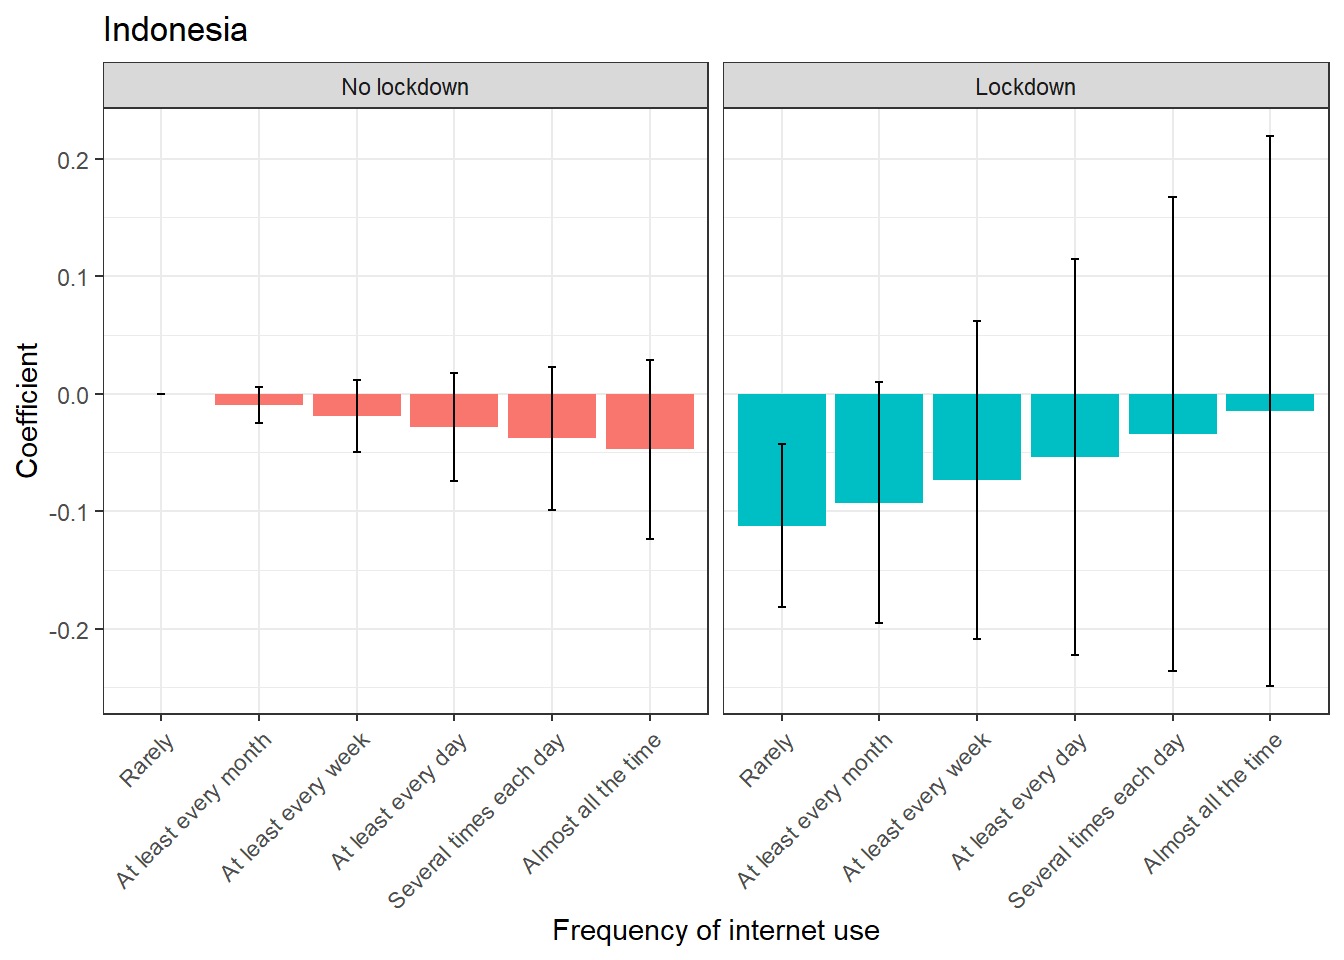 Indonesia
No lockdown
Lockdown
Coefficient
0.2
0.1
0.0
-0.1
-0.2
Rarely
At least every month
At least every week
At least every day
Several times each day
Almost all the time
Rarely
At least every month
At least every week
At least every day
Several times each day
Almost all the time
Frequency of internet use